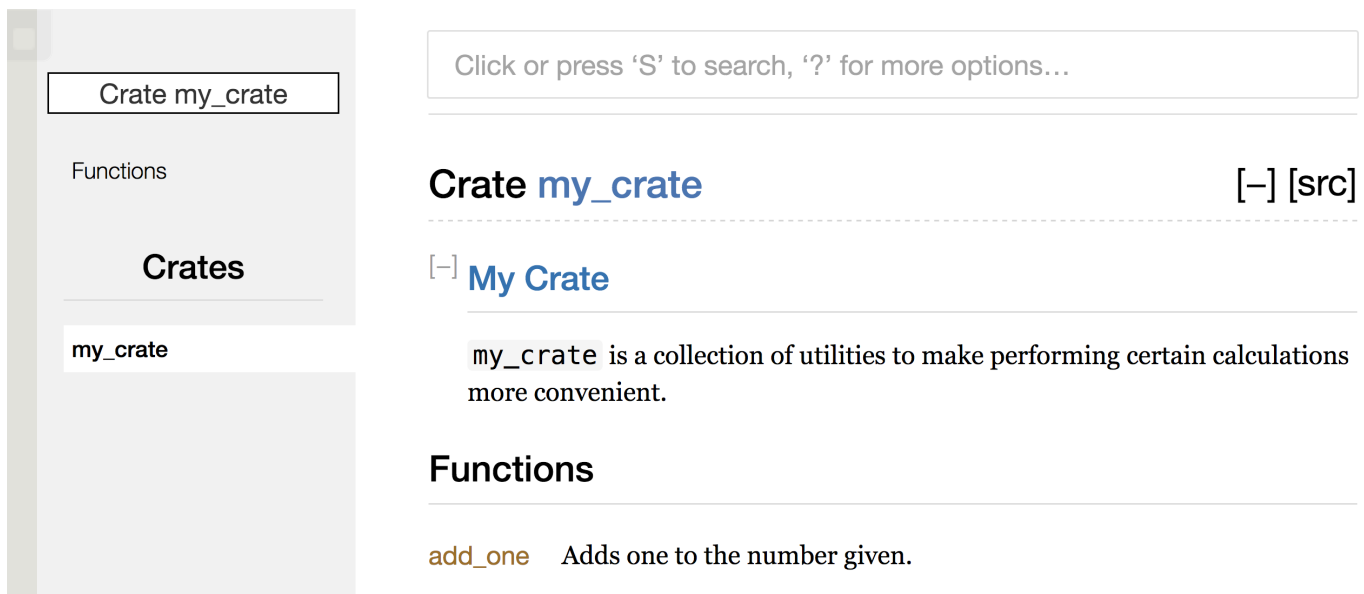 Crate my_crate
Functions
Crates
my_crate
Click or press ‘S’ to search, ‘?’ for more options…
Crate my_crate [−] [src]
[−] My Crate
my_crate is a collection of utilities to make performing certain calculations
more convenient.
Functions
add_one Adds one to the number given.